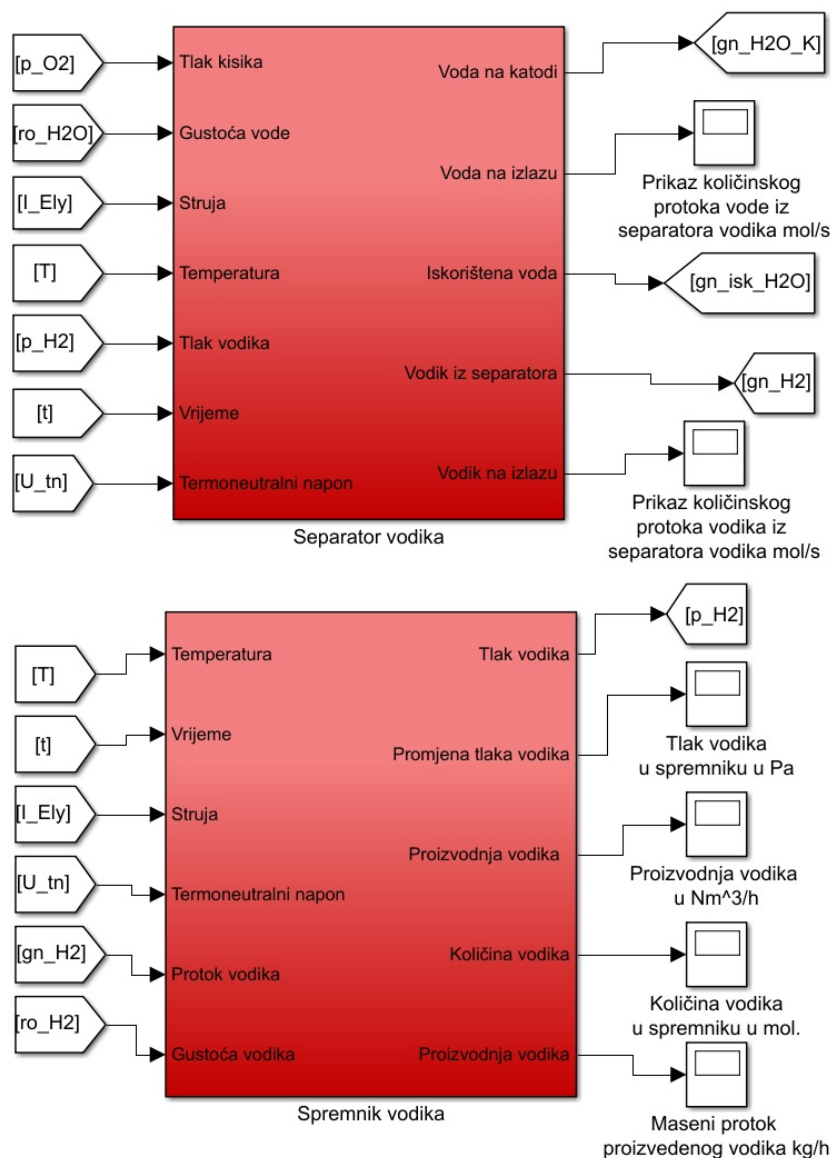 [p_O2]
[ro_H2O]
[I_Ely]
[T]
[p_H2]
[t]
[U_tn]
Tlak kisika
Gustoća vode
Struja
Temperatura
Tlak vodika
Vrijeme
Termoneutralni napon
Voda na katodi
Voda na izlazu
Iskorištena voda
Vodik iz separatora
Vodik na izlazu
[gn_H2O_K]
Prikaz količinskog
protoka vode iz
separatora vodika mol/s
[gn_isk_H2O]
[gn_H2]
Prikaz količinskog
protoka vodika iz
separatora vodika mol/s
Separator vodika
[T]
[t]
[I_Ely]
[U_tn]
[gn_H2]
[ro_H2]
Temperatura
Vrijeme
Struja
Termoneutralni napon
Protok vodika
Gustoća vodika
Tlak vodika
Promjena tlaka vodika
Proizvodnja vodika
Količina vodika
Proizvodnja vodika
[p_H2]
Tlak vodika
u spremniku u Pa
Proizvodnja vodika
u Nm^3/h
Količina vodika
u spremniku u mol.
Maseni protok
proizvedenog vodika kg/h
Spremnik vodika